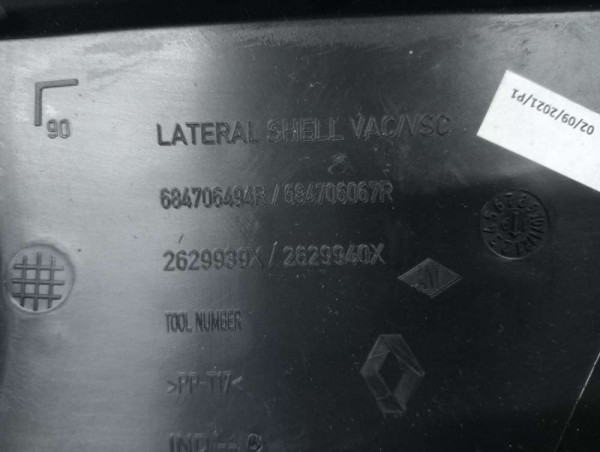 90
LATERAL SHELL VAC/VSC
684706494R / 684706067R
2629939X / 2629940X
TOOL NUMBER
>PP-T17<
02/09/2021/P1